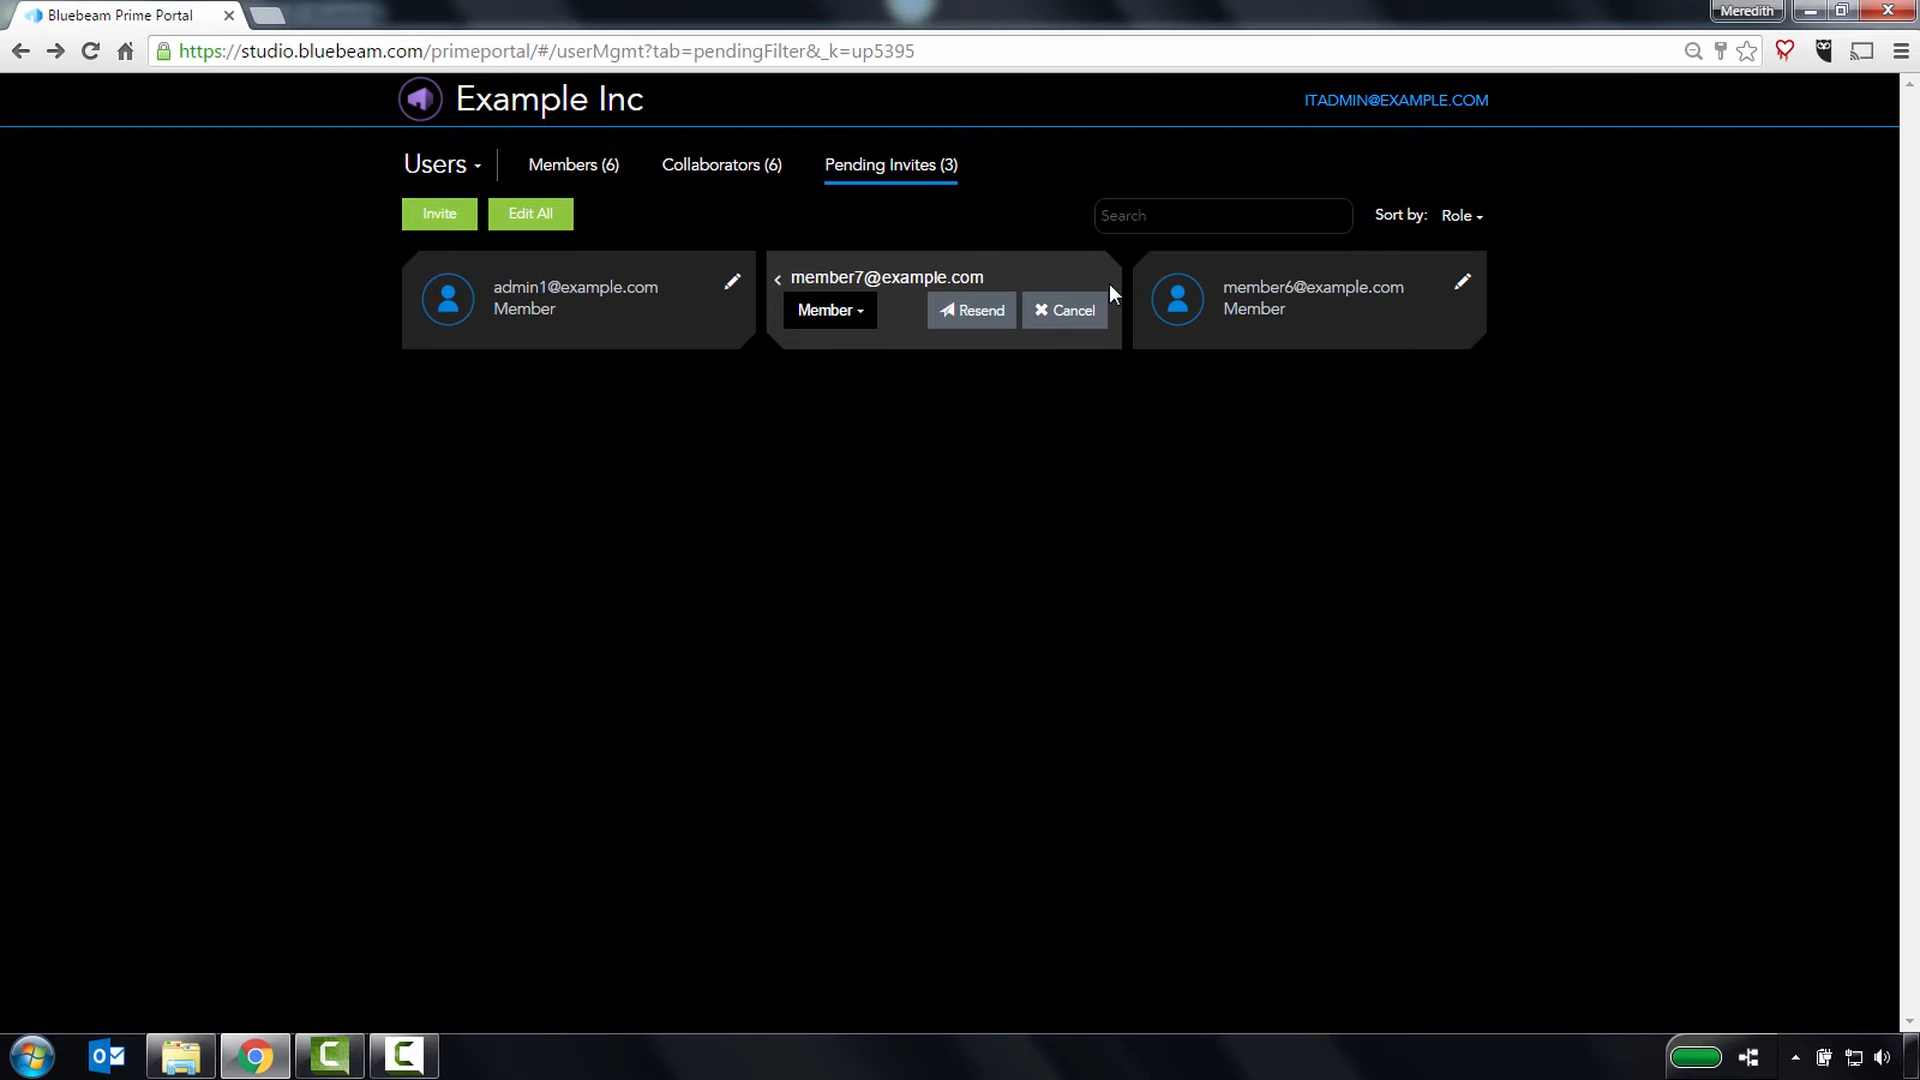 Bluebeam Prime Portal
Meredith
https://studio.bluebeam.com/primeportal/#/userMgmt?tab=pendingFilter&_k=up5395
Example Inc
ITADMIN@EXAMPLE.COM
Users
Members (6)
Collaborators (6)
Pending Invites (3)
Invite
Edit All
Search
Sort by:
Role
admin1@example.com
Member
member7@example.com
Member
Resend
Cancel
member6@example.com
Member